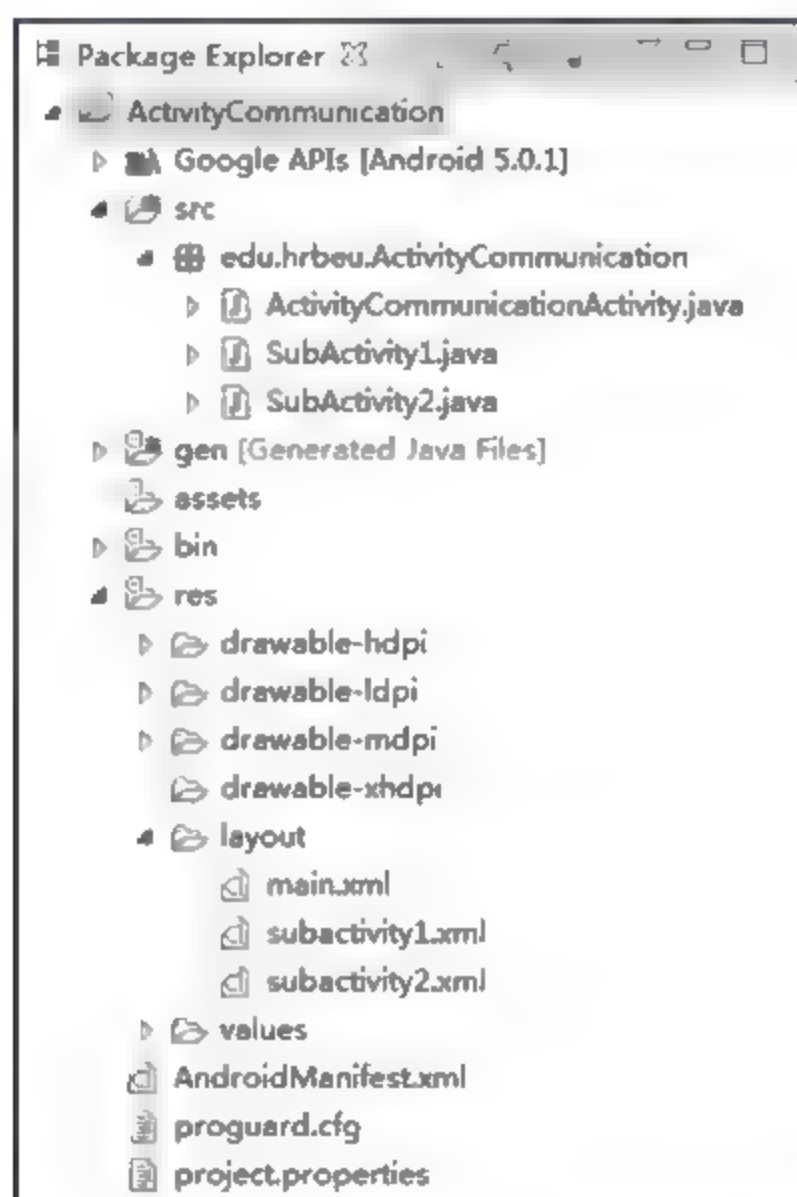 Package Explorer
ActivityCommunication
Google APIs [Android 5.0.1]
src
edu.hrbeu.ActivityCommunication
ActivityCommunicationActivity.java
SubActivity1.java
SubActivity2.java
gen [Generated Java Files]
assets
bin
res
drawable-hdpi
drawable-ldpi
drawable-mdpi
drawable-xhdpi
layout
main.xml
subactivity1.xml
subactivity2.xml
values
AndroidManifest.xml
proguard.cfg
project.properties